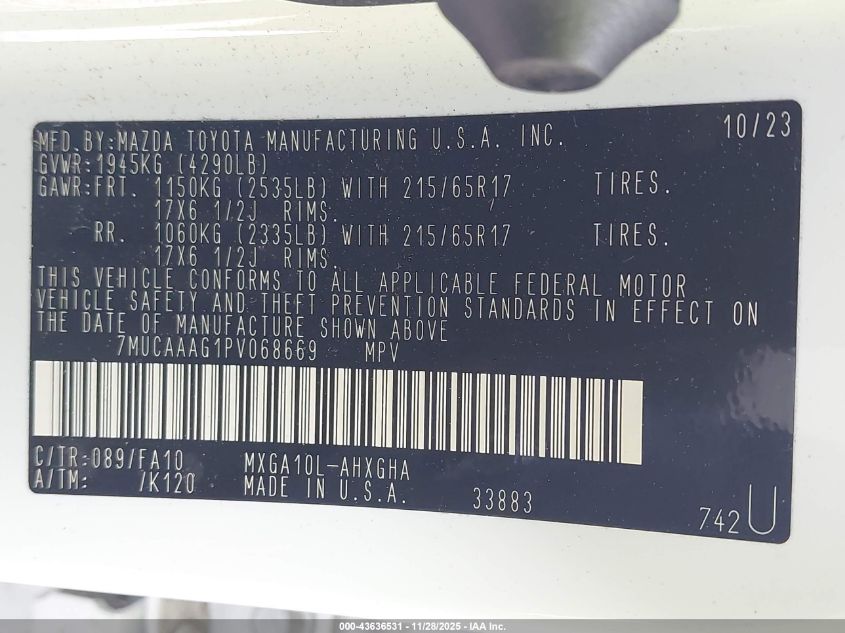 10/23
MFD.BY:MAZDA TOYOTA MANUFACTURING U.S.A. INC.
GVWR:1945KG (4290LB)
GAWR:FRT. 1150KG (2535LB) WITH 215/65R17 TIRES.
17X6 1/2J RIMS.
RR. 1060KG (2335LB) WITH 215/65R17 TIRES.
17X6 1/2J RIMS.
THIS VEHICLE CONFORMS TO ALL APPLICABLE FEDERAL MOTOR
VEHICLE SAFETY AND THEFT PREVENTION STANDARDS IN EFFECT ON
THE DATE OF MANUFACTURE SHOWN ABOVE
7MUCAAAG1PV068669 MPV
C/TR:089/FA10 MXGA10L-AHXGHA
A/TM: /K120 MADE IN U.S.A. 33883
742U
000-43636531 - 11/28/2025 - IAA Inc.